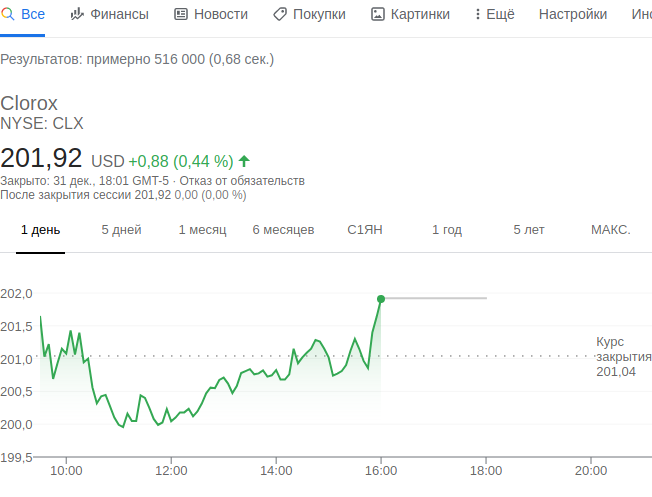 Все Финансы Новости Покупки Картинки Ещё Настройки Инс
Результатов: примерно 516 000 (0,68 сек.)
Clorox
NYSE: CLX
201,92 USD +0,88 (0,44 %)
Закрыто: 31 дек., 18:01 GMT-5 · Отказ от обязательств
После закрытия сессии 201,92 0,00 (0,00 %)
1 день 5 дней 1 месяц 6 месяцев С1ЯН 1 год 5 лет МАКС.
202,0
201,5
Курс
201,0 закрытия
201,04
200,5
200,0
199,5
10:00 12:00 14:00 16:00 18:00 20:00